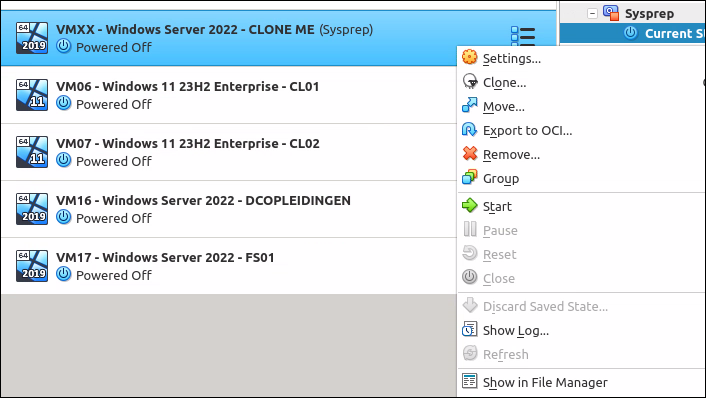 64
2019
VMXX - Windows Server 2022 - CLONE ME (Sysprep)
Powered Off
64
11
VM06 - Windows 11 23H2 Enterprise - CL01
Powered Off
64
11
VM07 - Windows 11 23H2 Enterprise - CL02
Powered Off
64
2019
VM16 - Windows Server 2022 - DCOPLEIDINGEN
Powered Off
64
2019
VM17 - Windows Server 2022 - FS01
Powered Off
Sysprep
Current S
Settings...
Clone...
Move...
Export to OCI...
Remove...
Group
Start
Pause
Reset
Close
Discard Saved State...
Show Log...
Refresh
Show in File Manager